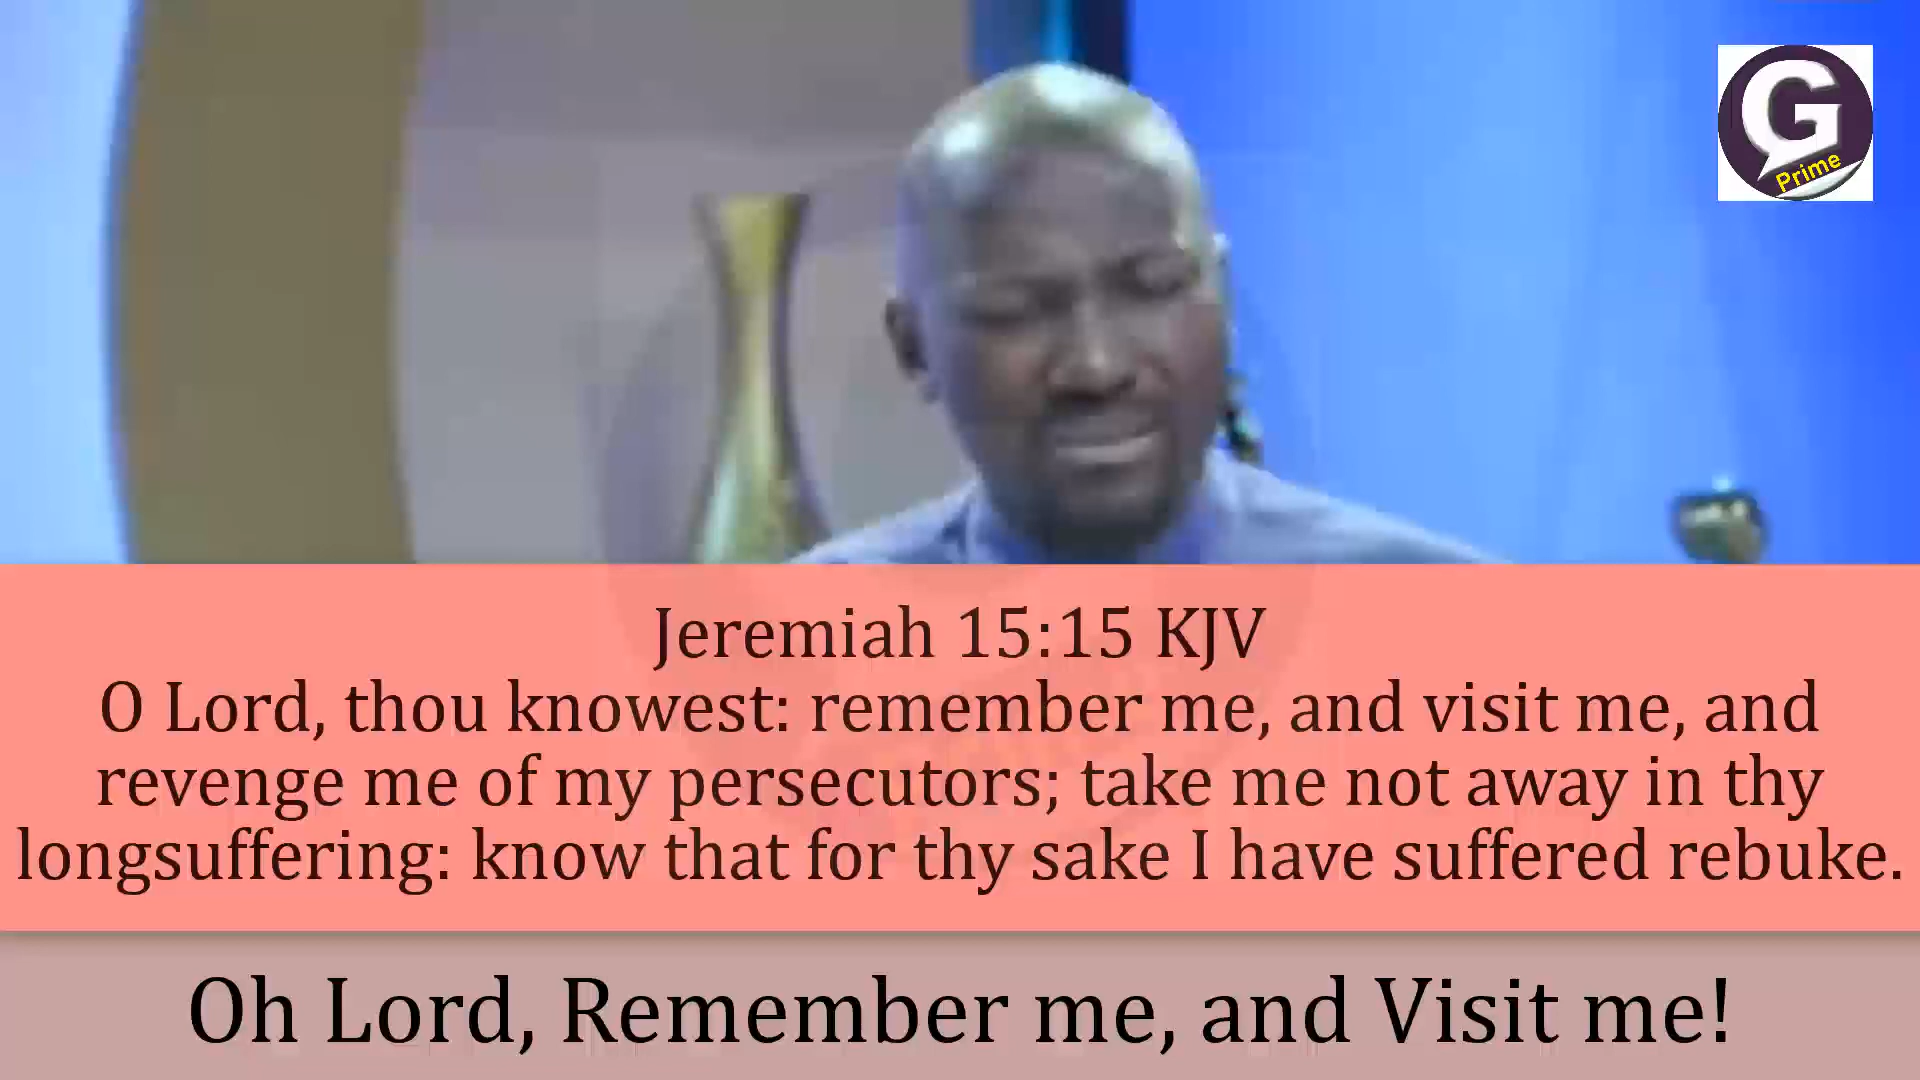 G
Prime
Jeremiah 15:15 KJV
O Lord, thou knowest: remember me, and visit me, and
revenge me of my persecutors; take me not away in thy
longsuffering: know that for thy sake I have suffered rebuke.
Oh Lord, Remember me, and Visit me!